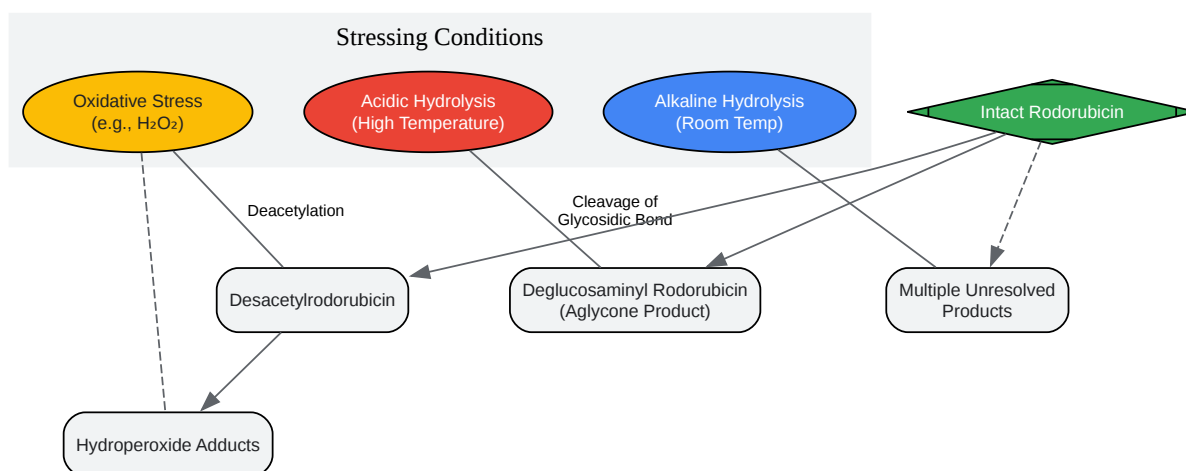 Stressing Conditions
Oxidative Stress
(e.g., H₂O₂)
Acidic Hydrolysis
(High Temperature)
Alkaline Hydrolysis
(Room Temp)
Intact Rodorubicin
Deacetylation
Cleavage of
Glycosidic Bond
Desacetylrodorubicin
Deglucosaminyl Rodorubicin
(Aglycone Product)
Multiple Unresolved
Products
Hydroperoxide Adducts